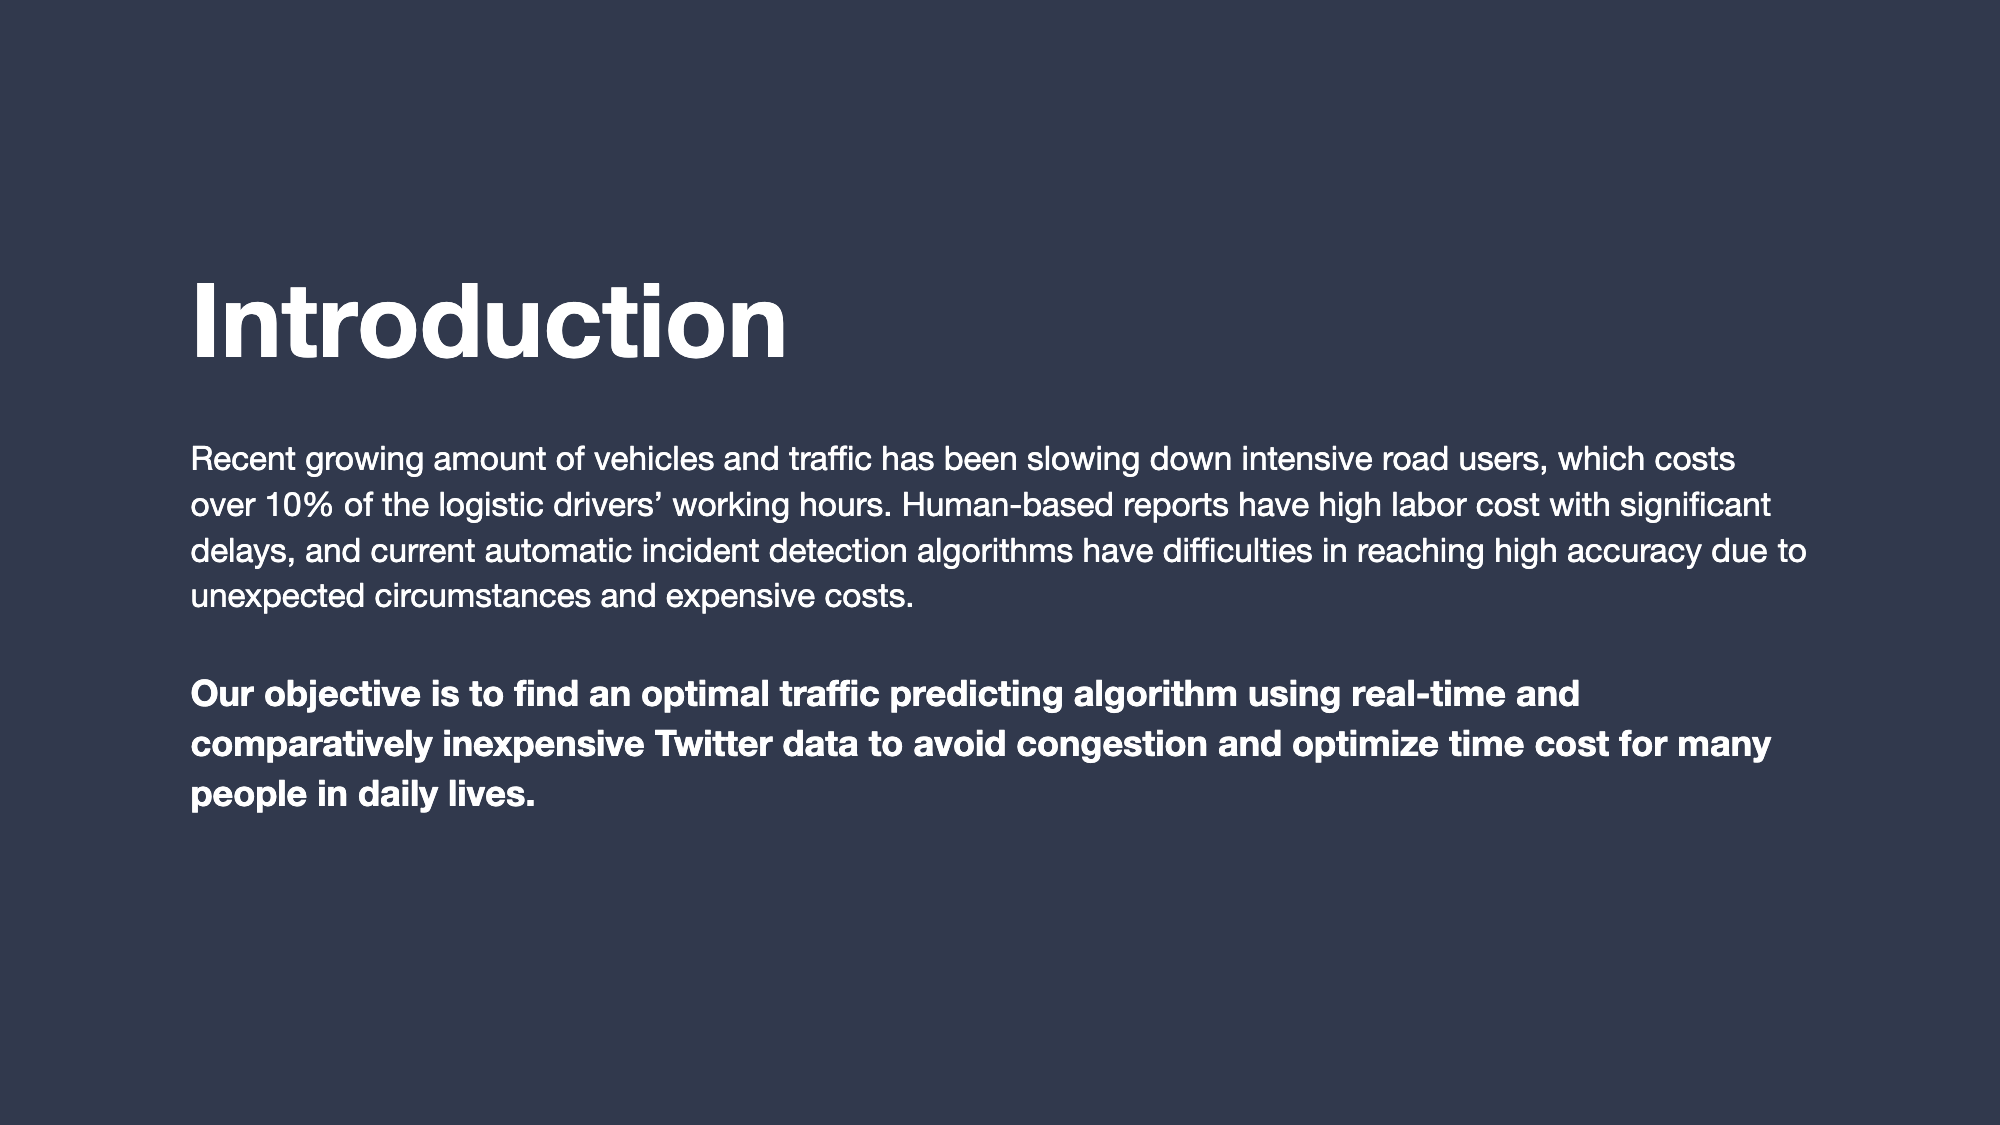 Introduction
Recent growing amount of vehicles and traffic has been slowing down intensive road users, which costs
over 10% of the logistic drivers’ working hours. Human-based reports have high labor cost with significant
delays, and current automatic incident detection algorithms have difficulties in reaching high accuracy due to
unexpected circumstances and expensive costs.
Our objective is to find an optimal traffic predicting algorithm using real-time and
comparatively inexpensive Twitter data to avoid congestion and optimize time cost for many
people in daily lives.